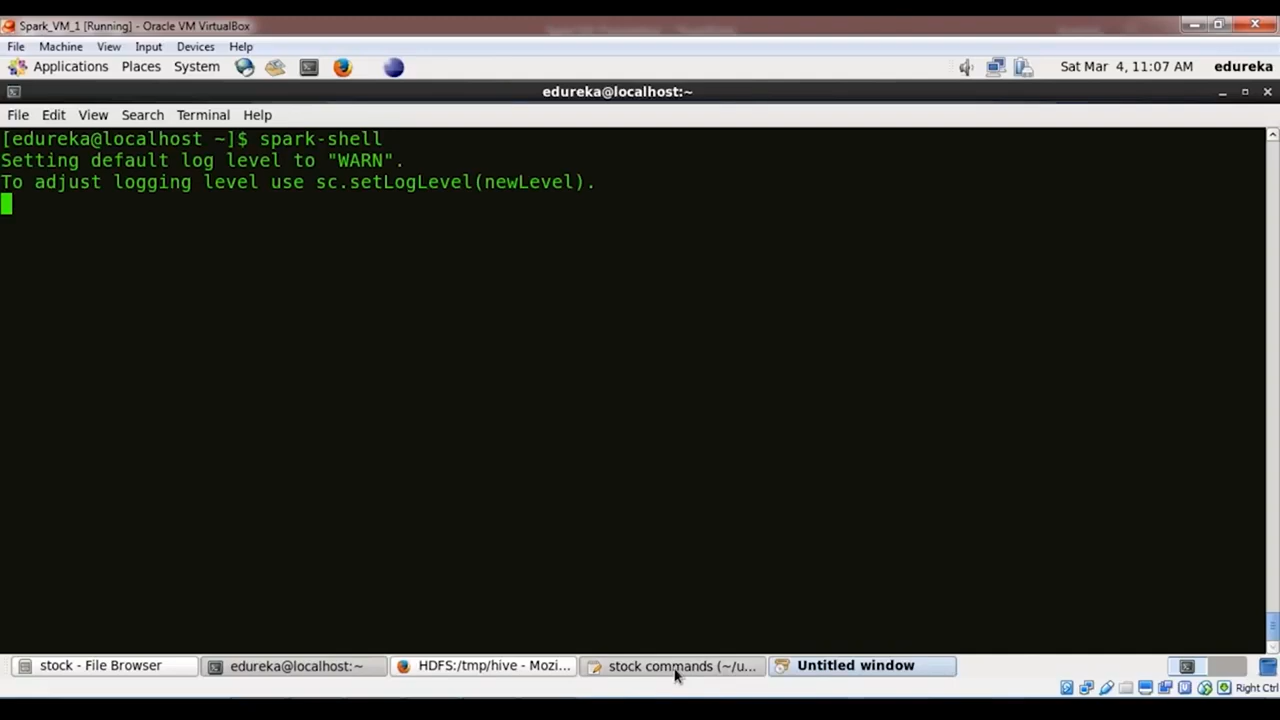 Spark_VM_1 [Running] - Oracle VM VirtualBox
File Machine View Input Devices Help
Applications Places System Sat Mar 4, 11:07 AM edureka
edureka@localhost:~
File Edit View Search Terminal Help
[edureka@localhost ~]$ spark-shell
Setting default log level to "WARN".
To adjust logging level use sc.setLogLevel(newLevel).
stock - File Browser edureka@localhost:~ HDFS:/tmp/hive - Mozi... stock commands (~/u... Untitled window
Right Ctrl